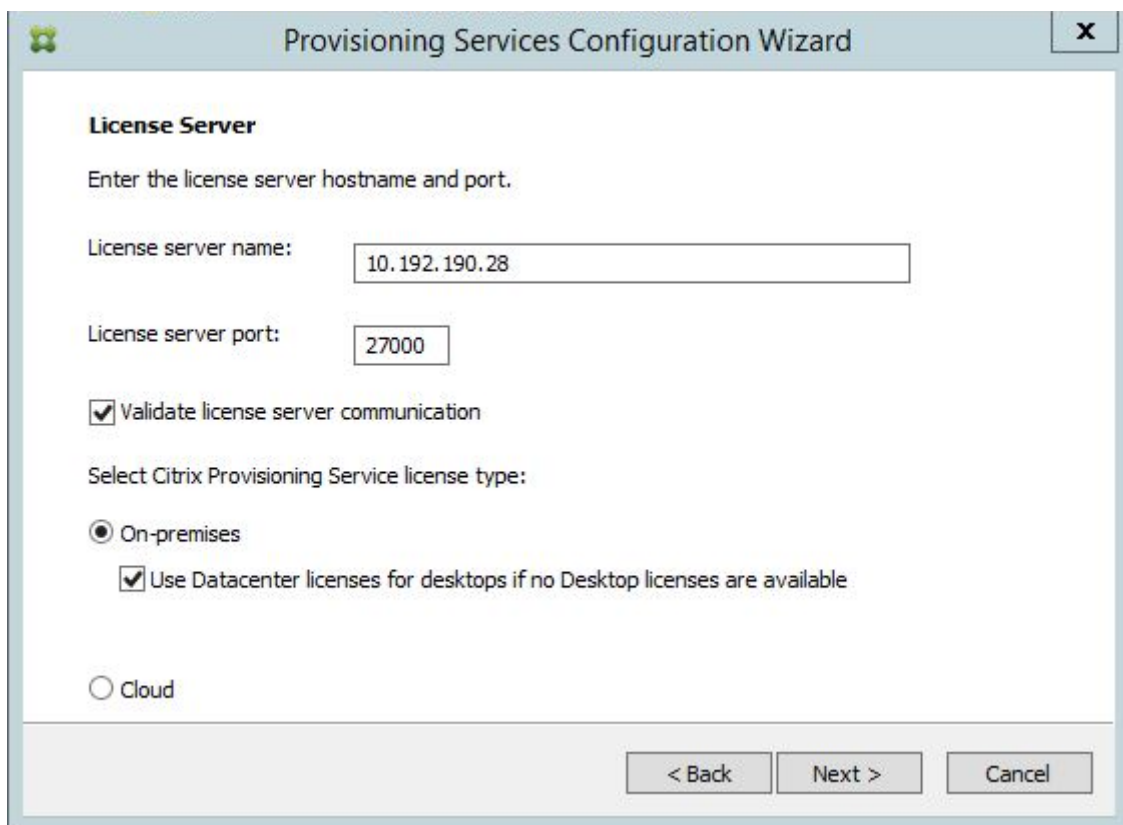 Provisioning Services Configuration Wizard
x
License Server
Enter the license server hostname and port.
License server name: 10.192.190.28
License server port: 27000
Validate license server communication
Select Citrix Provisioning Service license type:
On-premises
Use Datacenter licenses for desktops if no Desktop licenses are available
Cloud
< Back Next > Cancel